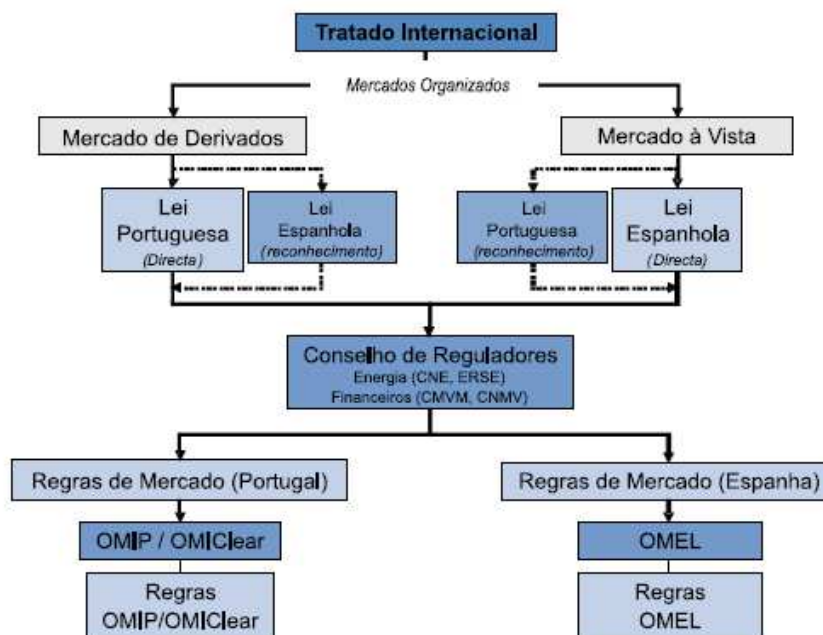 Tratado Internacional
Mercados Organizados
Mercado de Derivados
Mercado à Vista
Lei
Portuguesa
(Directa)
Lei
Espanhola
(reconhecimento)
Lei
Portuguesa
(reconhecimento)
Lei
Espanhola
(Directa)
Conselho de Reguladores
Energia (CNE, ERSE)
Financeiros (CMVM, CNMV)
Regras de Mercado (Portugal)
Regras de Mercado (Espanha)
OMIP / OMIClear
OMEL
Regras
OMIP/OMIClear
Regras
OMEL